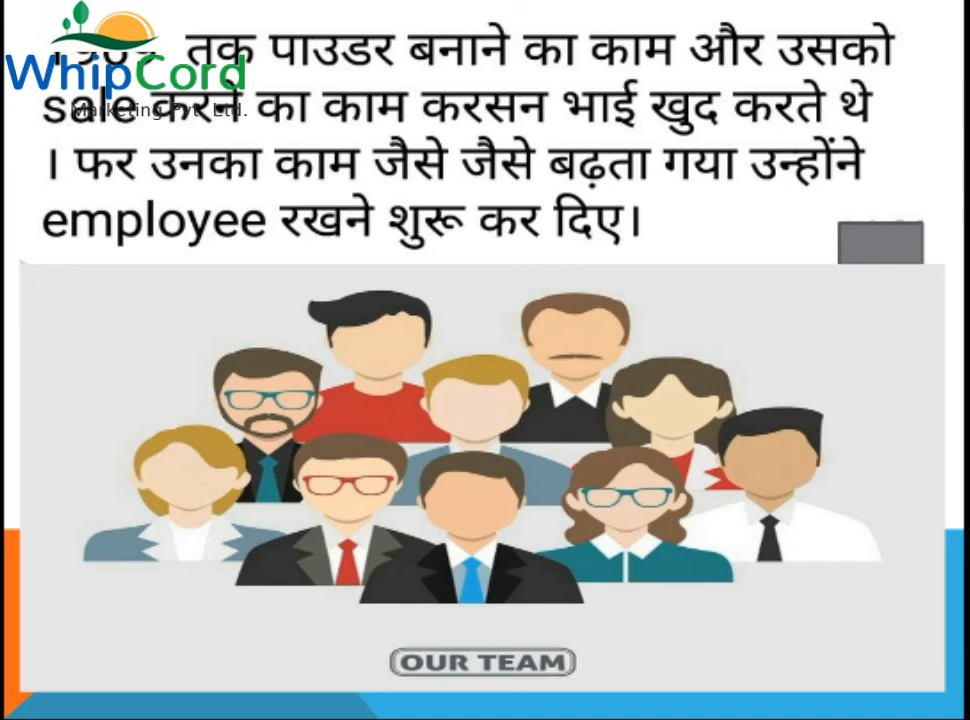 तक पाउडर बनाने का काम और उसको
WhipCord
Marketing Pvt. Ltd.
sale करने का काम करसन भाई खुद करते थे
। फर उनका काम जैसे जैसे बढ़ता गया उन्होंने
employee रखने शुरू कर दिए।
OUR TEAM